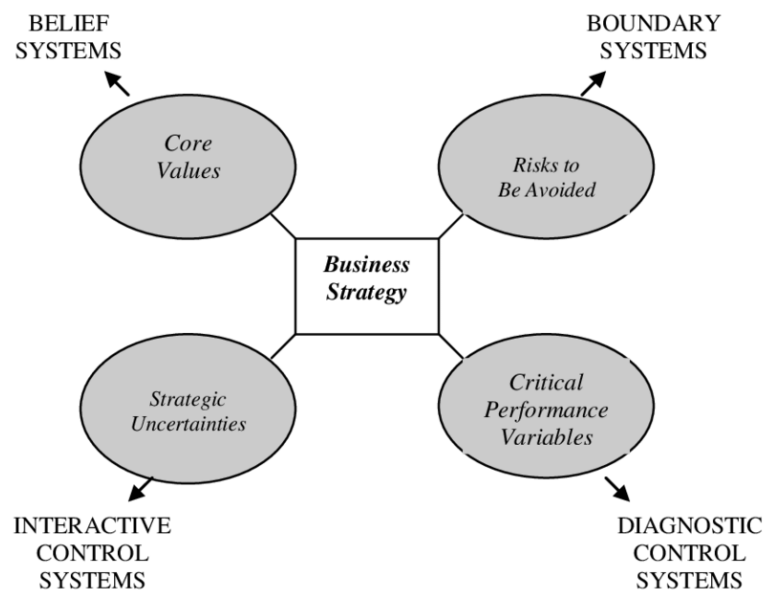 BELIEF
SYSTEMS
BOUNDARY
SYSTEMS
Core
Values
Risks to
Be Avoided
Business
Strategy
Strategic
Uncertainties
Critical
Performance
Variables
INTERACTIVE
CONTROL
SYSTEMS
DIAGNOSTIC
CONTROL
SYSTEMS